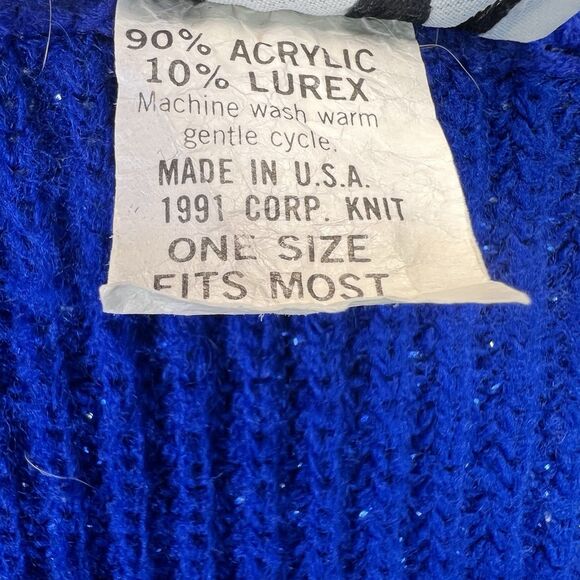 90% ACRYLIC
10% LUREX
Machine wash warm
gentle cycle.
MADE IN U.S.A.
1991 CORP. KNIT
ONE SIZE
FITS MOST